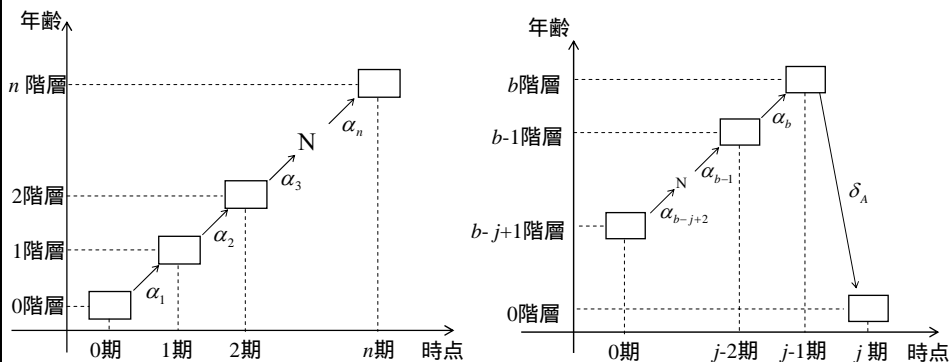 年齢
n 階層
2階層
1階層
0階層
α1
α2
α3
N
αn
0期 1期 2期 n期 時点
年齢
b階層
b-1階層
b- j+1階層
0階層
αb-j+2
N
αb-1
αb
δA
0期 j-2期 j-1期 j 期 時点